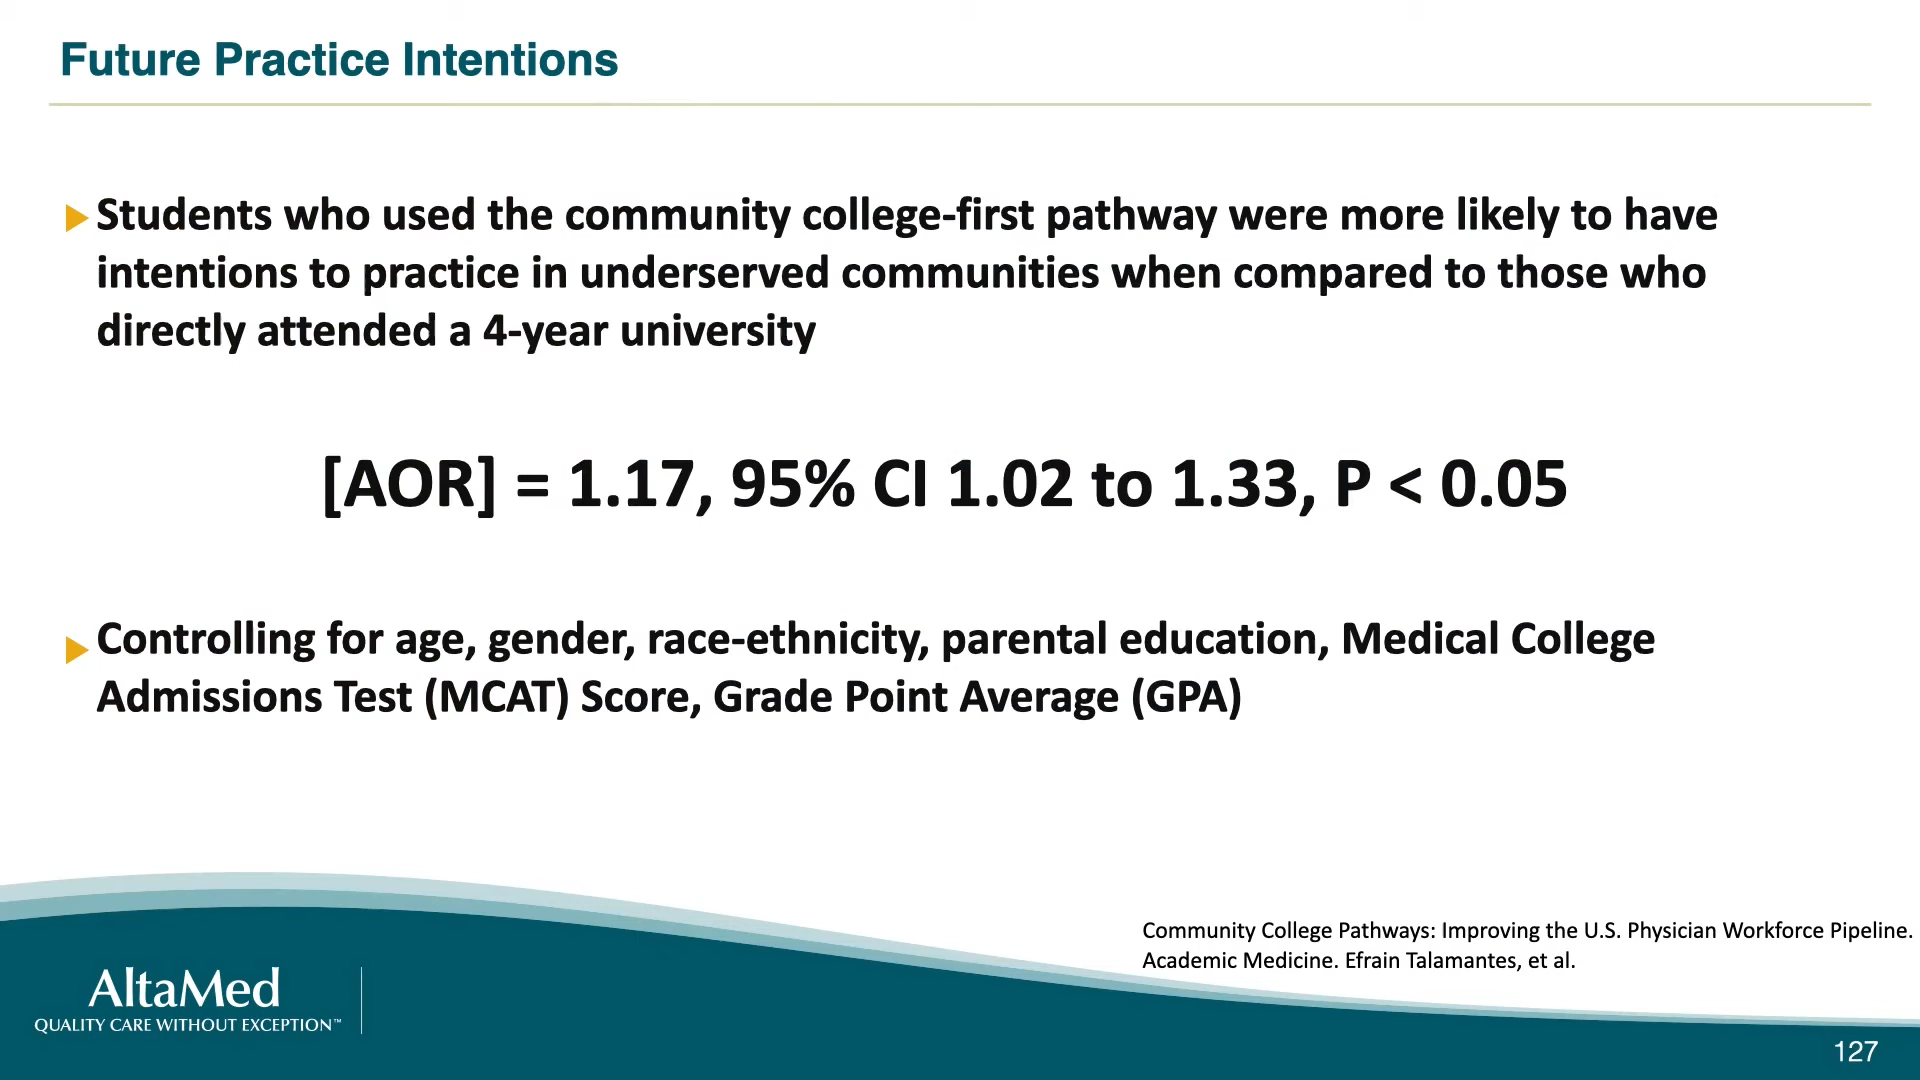 Future Practice Intentions
Students who used the community college-first pathway were more likely to have
intentions to practice in underserved communities when compared to those who
directly attended a 4-year university
[AOR] = 1.17, 95% CI 1.02 to 1.33, P < 0.05
Controlling for age, gender, race-ethnicity, parental education, Medical College
Admissions Test (MCAT) Score, Grade Point Average (GPA)
Community College Pathways: Improving the U.S. Physician Workforce Pipeline.
Academic Medicine. Efrain Talamantes, et al.
AltaMed
QUALITY CARE WITHOUT EXCEPTION™
127